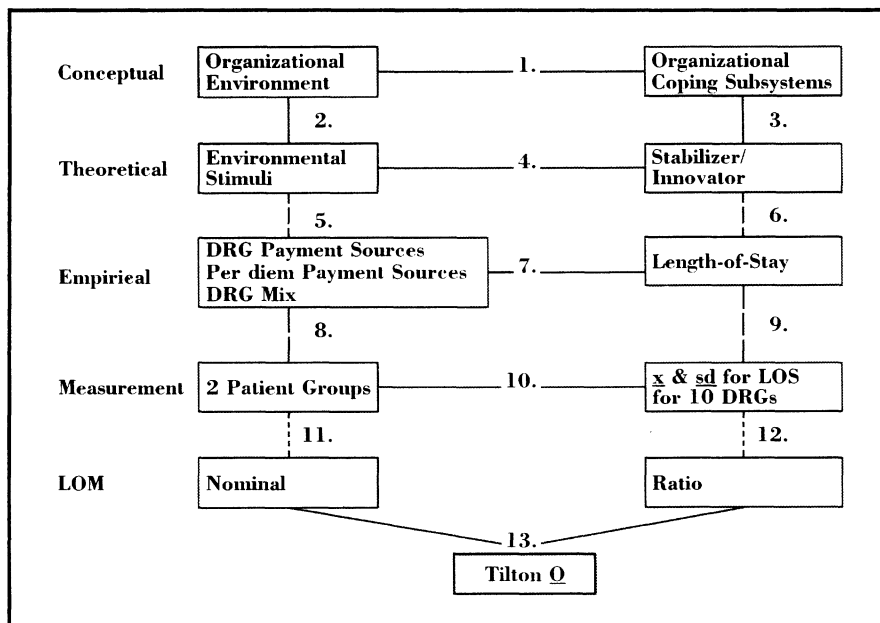 Conceptual
Organizational
Environment
1.
Organizational
Coping Subsystems
2.
3.
Theoretical
Environmental
Stimuli
4.
Stabilizer/
Innovator
5.
6.
Empirical
DRG Payment Sources
Per diem Payment Sources
DRG Mix
7.
Length-of-Stay
8.
9.
Measurement
2 Patient Groups
10.
x & sd for LOS
for 10 DRGs
11.
12.
LOM
Nominal
Ratio
13.
Tilton O